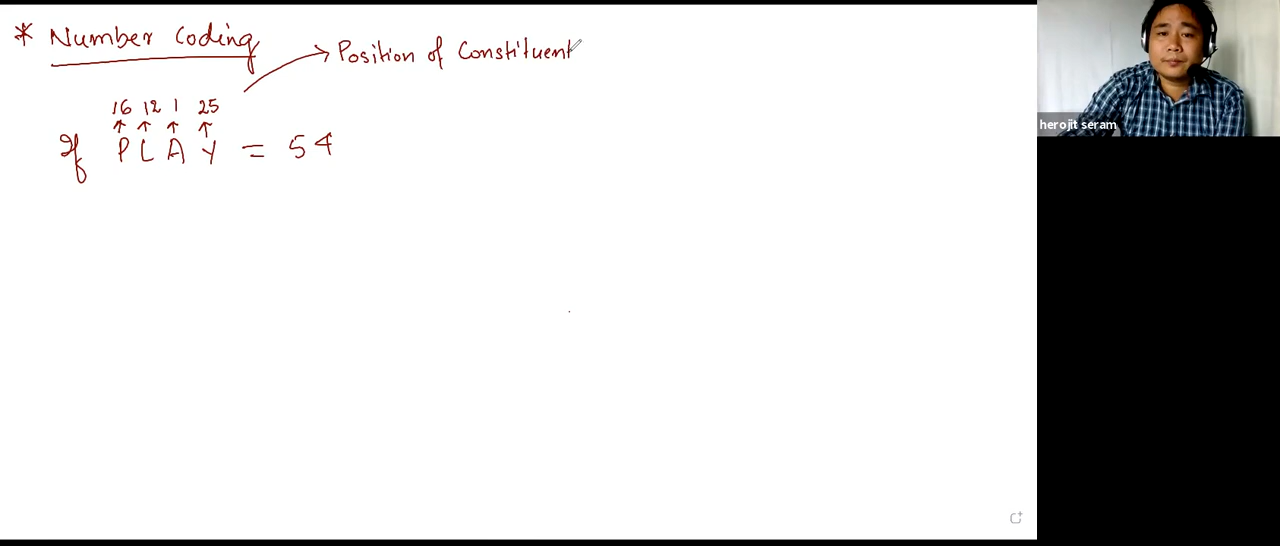 * Number Coding
→ Position of Constituent
16 12 1 25
↑ ↑ ↑ ↑
If P L A Y = 54
herojit seram